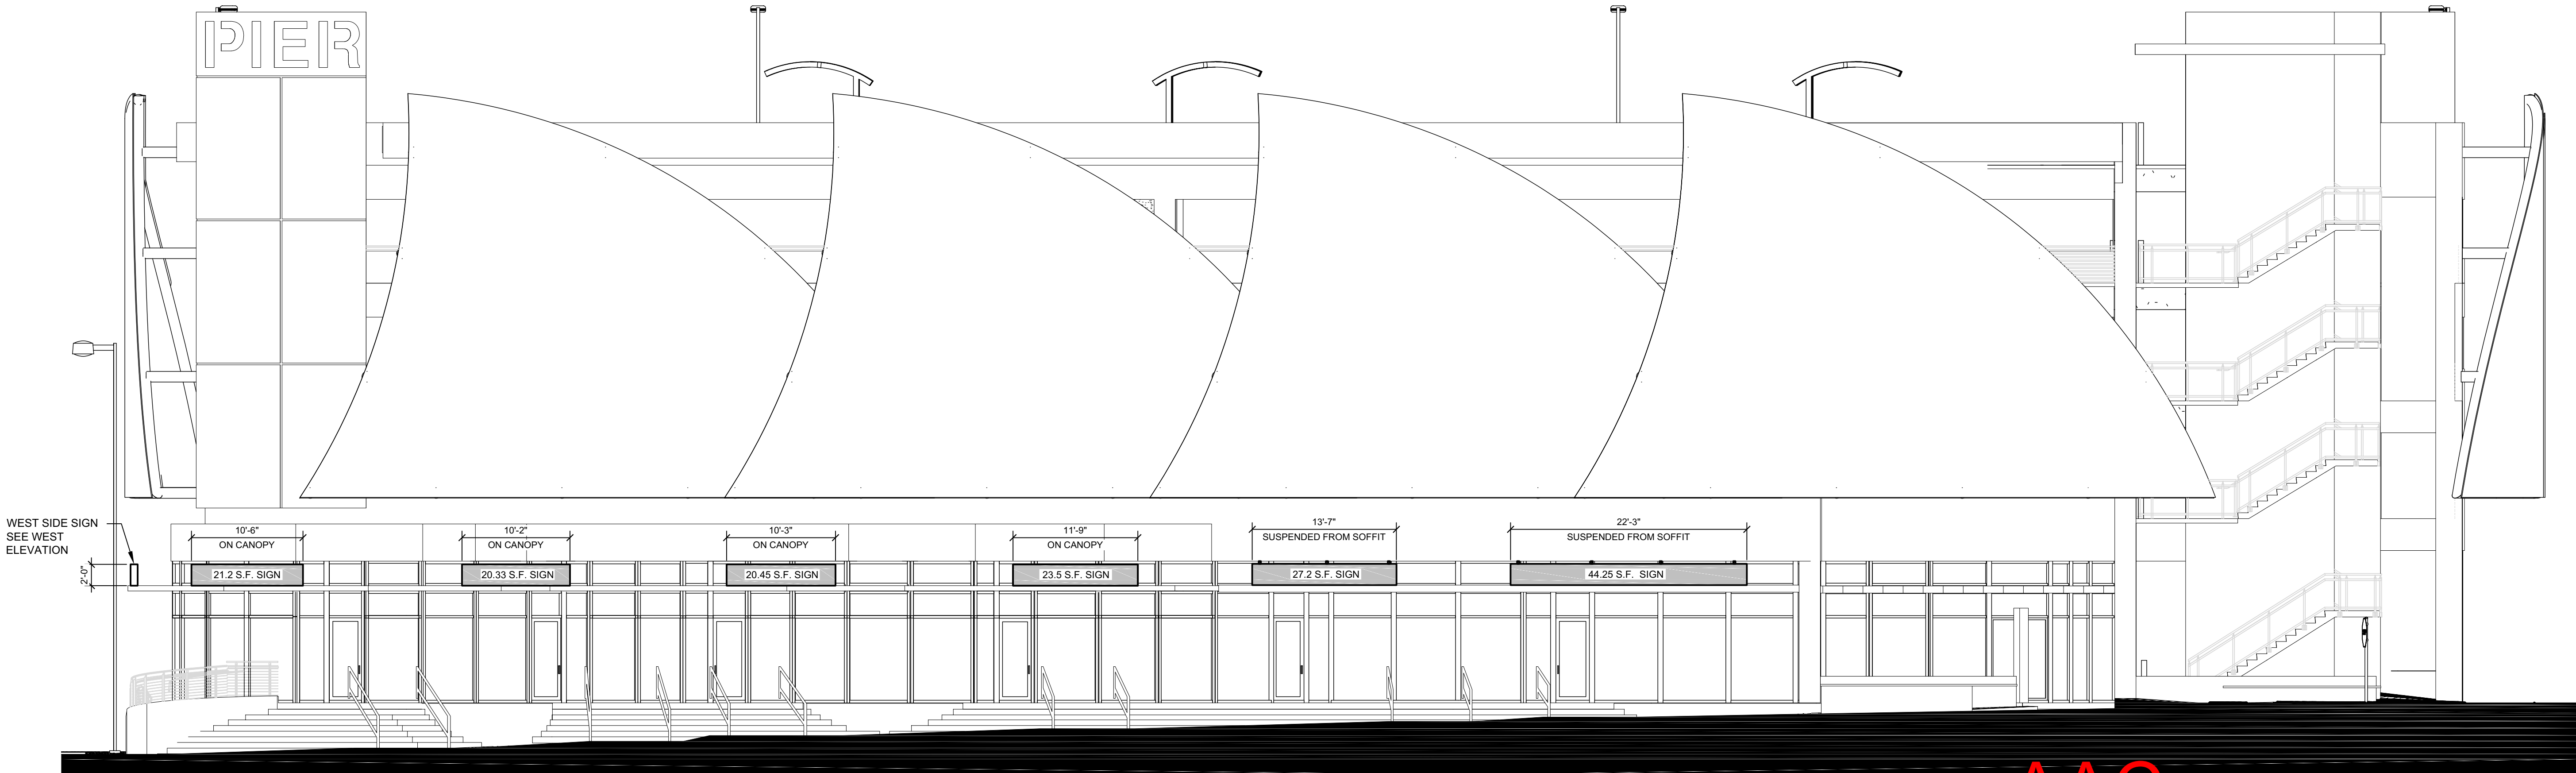 PIER
WEST SIDE SIGN
SEE WEST
ELEVATION
2'-0"
10'-6"
ON CANOPY
21.2 S.F. SIGN
10'-2"
ON CANOPY
20.33 S.F. SIGN
10'-3"
ON CANOPY
20.45 S.F. SIGN
11'-9"
ON CANOPY
23.5 S.F. SIGN
13'-7"
SUSPENDED FROM SOFFIT
27.2 S.F. SIGN
22'-3"
SUSPENDED FROM SOFFIT
44.25 S.F. SIGN